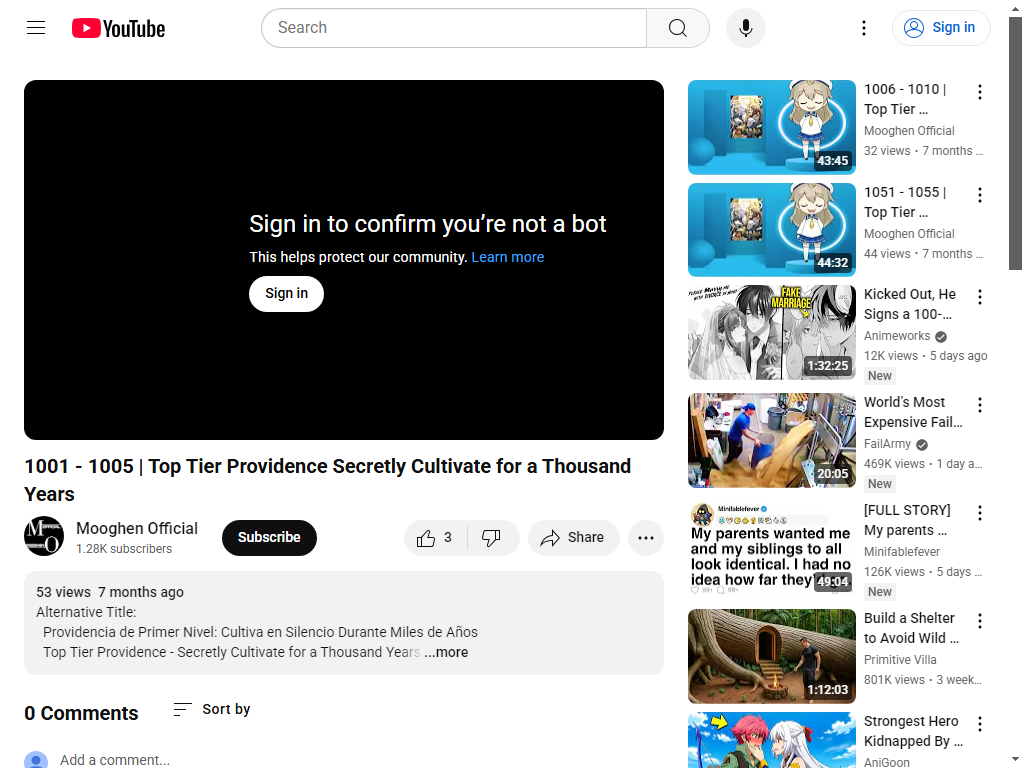 YouTube
Search
Sign in
Sign in to confirm you’re not a bot
This helps protect our community. Learn more
Sign in
1001 - 1005 | Top Tier Providence Secretly Cultivate for a Thousand
Years
Mooghen Official
1.28K subscribers
Subscribe
3
Share
53 views 7 months ago
Alternative Title:
Providencia de Primer Nivel: Cultiva en Silencio Durante Miles de Años
Top Tier Providence - Secretly Cultivate for a Thousand Years ...more
0 Comments
Sort by
Add a comment...
43:45
1006 - 1010 |
Top Tier ...
Mooghen Official
32 views • 7 months ...
44:32
1051 - 1055 |
Top Tier ...
Mooghen Official
44 views • 7 months ...
PLEASE MARRY ME
WITH DIVORCE IN MIND
FAKE
MARRIAGE
1:32:25
Kicked Out, He
Signs a 100-...
Animeworks
12K views • 5 days ago
New
20:05
World’s Most
Expensive Fail...
FailArmy
469K views • 1 day a...
New
Minifablefever
My parents wanted me
and my siblings to all
look identical. I had no
idea how far they'd
49:04
[FULL STORY]
My parents ...
Minifablefever
126K views • 5 days ...
New
1:12:03
Build a Shelter
to Avoid Wild ...
Primitive Villa
801K views • 3 week...
Strongest Hero
Kidnapped By ...
AniGoon